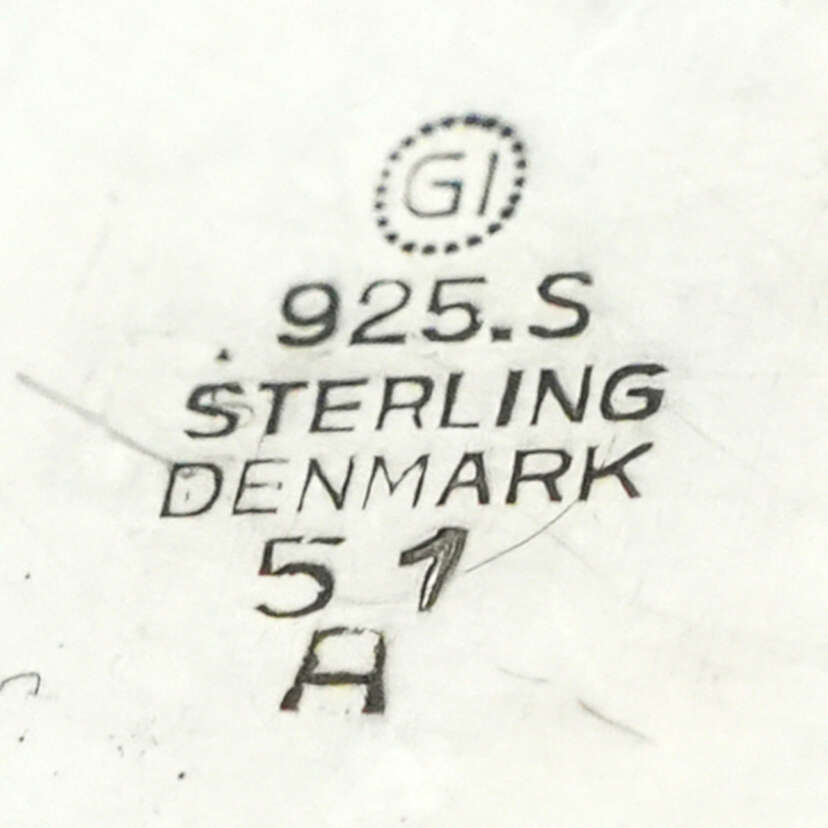 GI
925.S
STERLING
DENMARK
51
A